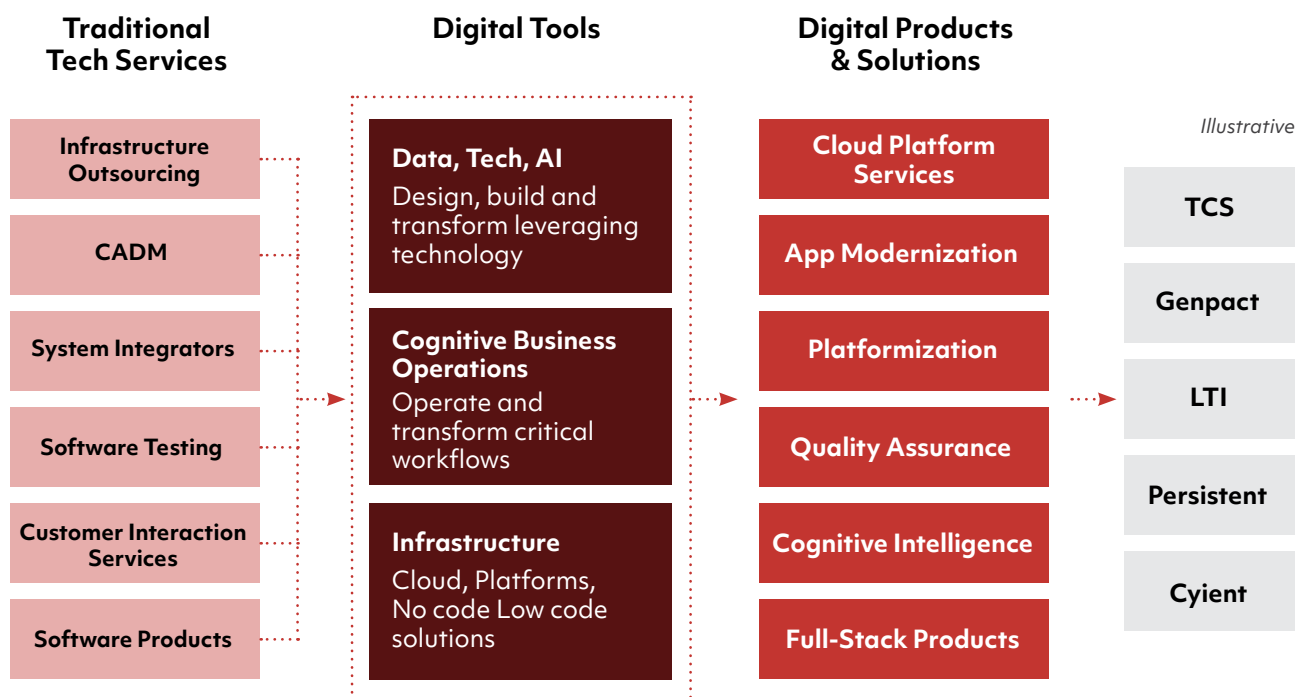 Traditional
Tech Services
Digital Tools
Digital Products
& Solutions
Illustrative
Infrastructure
Outsourcing
CADM
System Integrators
Software Testing
Customer Interaction
Services
Software Products
Data, Tech, AI
Design, build and
transform leveraging
technology
Cognitive Business
Operations
Operate and
transform critical
workflows
Infrastructure
Cloud, Platforms,
No code Low code
solutions
Cloud Platform
Services
App Modernization
Platformization
Quality Assurance
Cognitive Intelligence
Full-Stack Products
TCS
Genpact
LTI
Persistent
Cyient